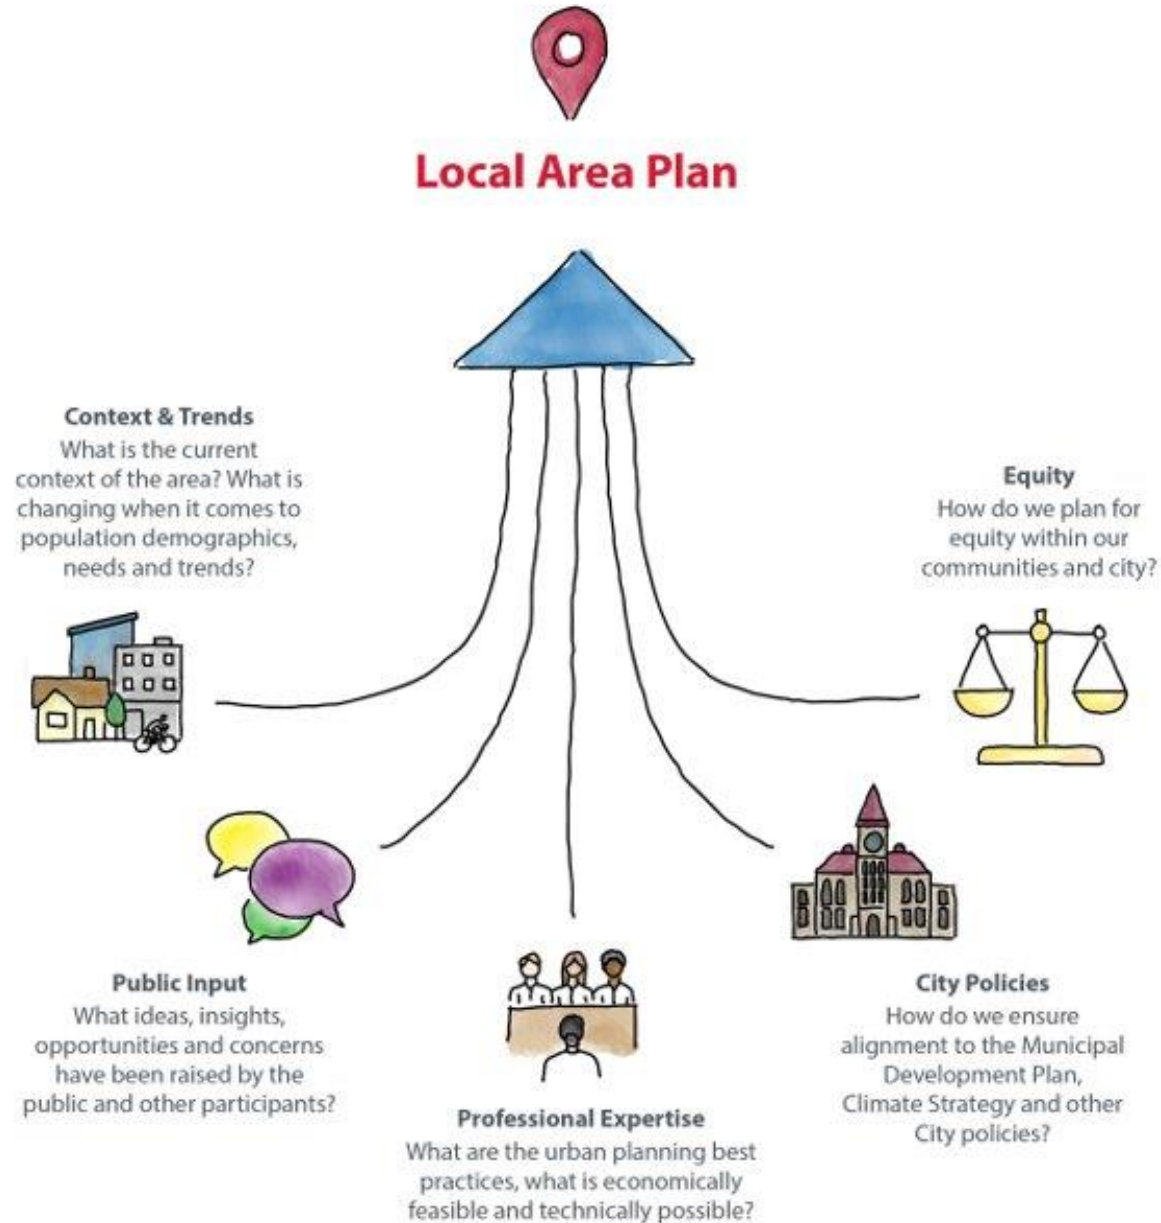 Local Area Plan
Context & Trends
What is the current
context of the area? What is
changing when it comes to
population demographics,
needs and trends?
Equity
How do we plan for
equity within our
communities and city?
Public Input
What ideas, insights,
opportunities and concerns
have been raised by the
public and other participants?
Professional Expertise
What are the urban planning best
practices, what is economically
feasible and technically possible?
City Policies
How do we ensure
alignment to the Municipal
Development Plan,
Climate Strategy and other
City policies?